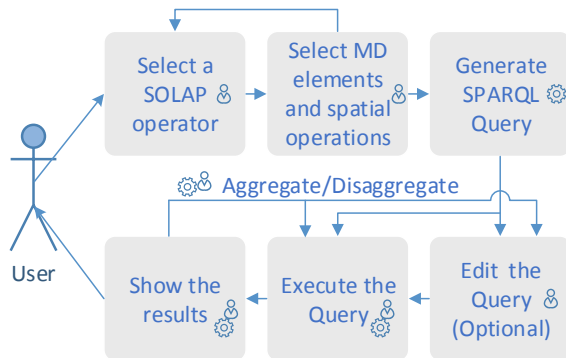 Select a
SOLAP
operator
Select MD
elements
and spatial
operations
Generate
SPARQL
Query
Aggregate/Disaggregate
User
Show the
results
Execute the
Query
Edit the
Query
(Optional)